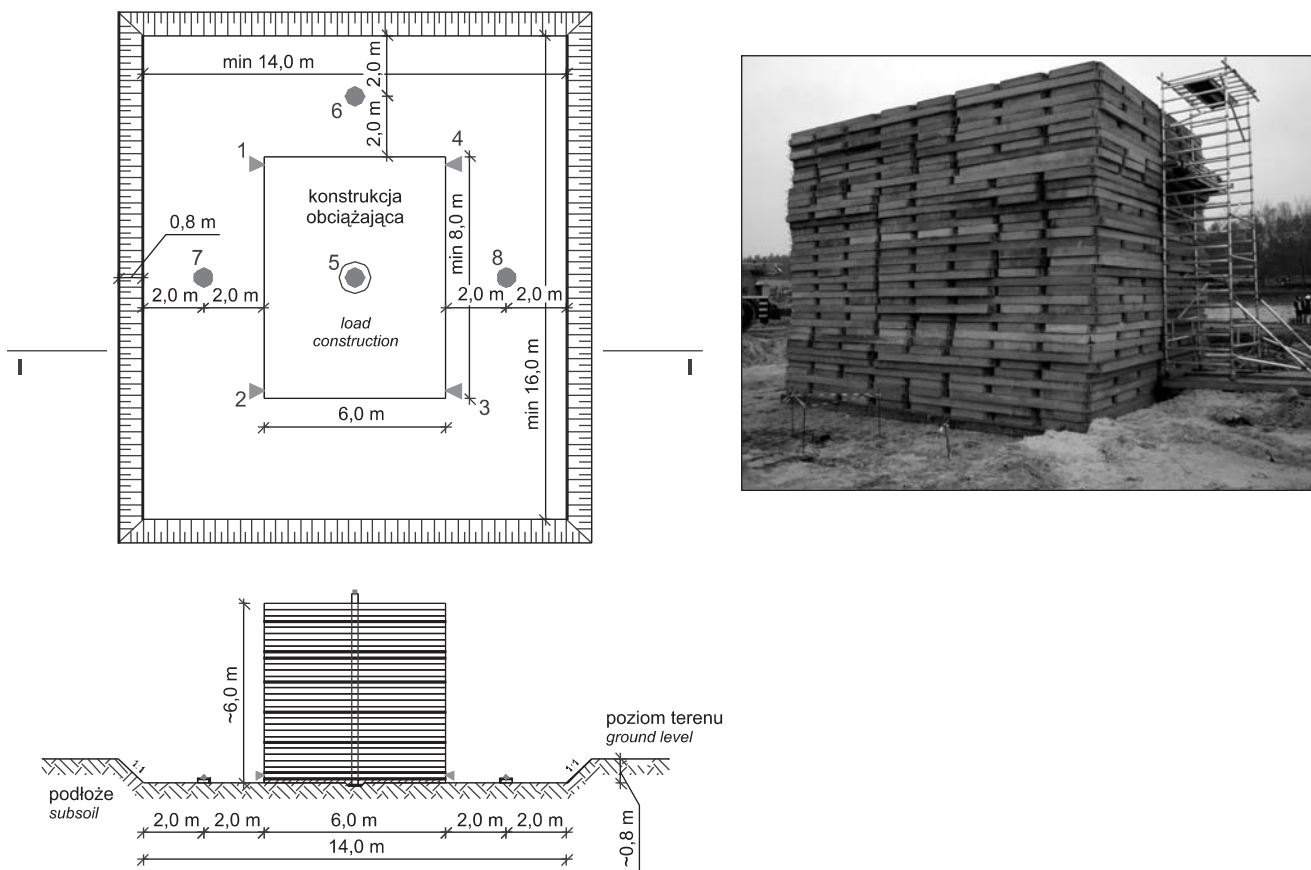 min 14,0 m
2,0 m
6
2,0 m
1
4
konstrukcja
obciążająca
0,8 m
min 8,0 m
7
5
8
2,0 m
2,0 m
2,0 m
2,0 m
load
construction
I
I
2
3
6,0 m
min 16,0 m
~6,0 m
poziom terenu
ground level
1:1
1:1
podłoże
subsoil
2,0 m
2,0 m
6,0 m
2,0 m
2,0 m
14,0 m
~0,8 m